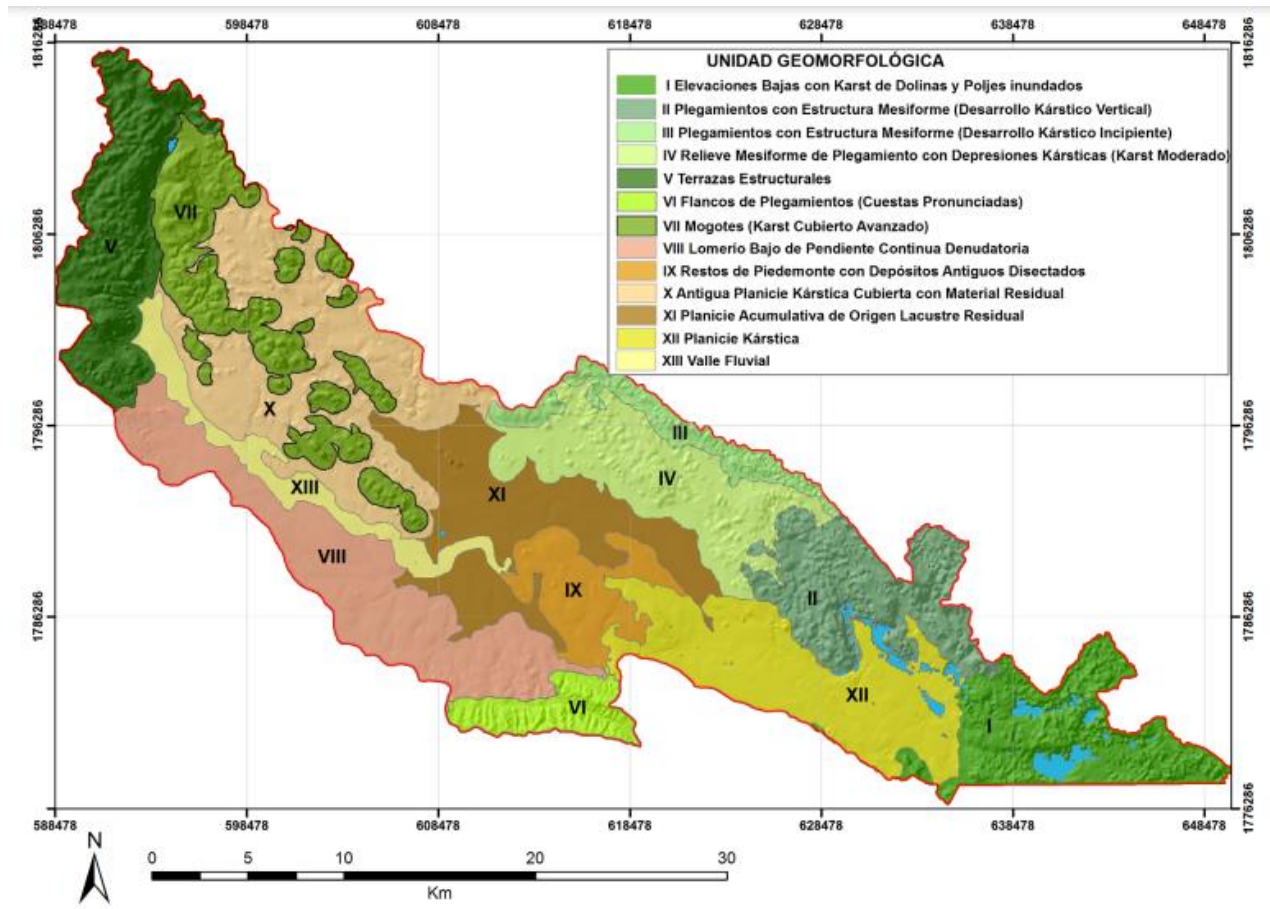 588478 598478 608478 618478 628478 638478 648478
1816286 1816286
UNIDAD GEOMORFOLÓGICA
I Elevaciones Bajas con Karst de Dolinas y Poljes inundados
II Plegamientos con Estructura Mesiforme (Desarrollo Kárstico Vertical)
III Plegamientos con Estructura Mesiforme (Desarrollo Kárstico Incipiente)
IV Relieve Mesiforme de Plegamiento con Depresiones Kársticas (Karst Moderado)
V Terrazas Estructurales
VI Flancos de Plegamientos (Cuestas Pronunciadas)
VII Mogotes (Karst Cubierto Avanzado)
VIII Lomerio Bajo de Pendiente Continua Denudatoria
IX Restos de Piedemonte con Depósitos Antiguos Disectados
X Antigua Planicie Kárstica Cubierta con Material Residual
XI Planicie Acumulativa de Origen Lacustre Residual
XII Planicie Kárstica
XIII Valle Fluvial
VII
V
1806286 1806286
X
1796286 1796286
III
IV
XIII
XI
VIII
IX
II
1786286 1786286
XII
VI
I
1776286
588478 598478 608478 618478 628478 638478 648478
N
0 5 10 20 30
Km